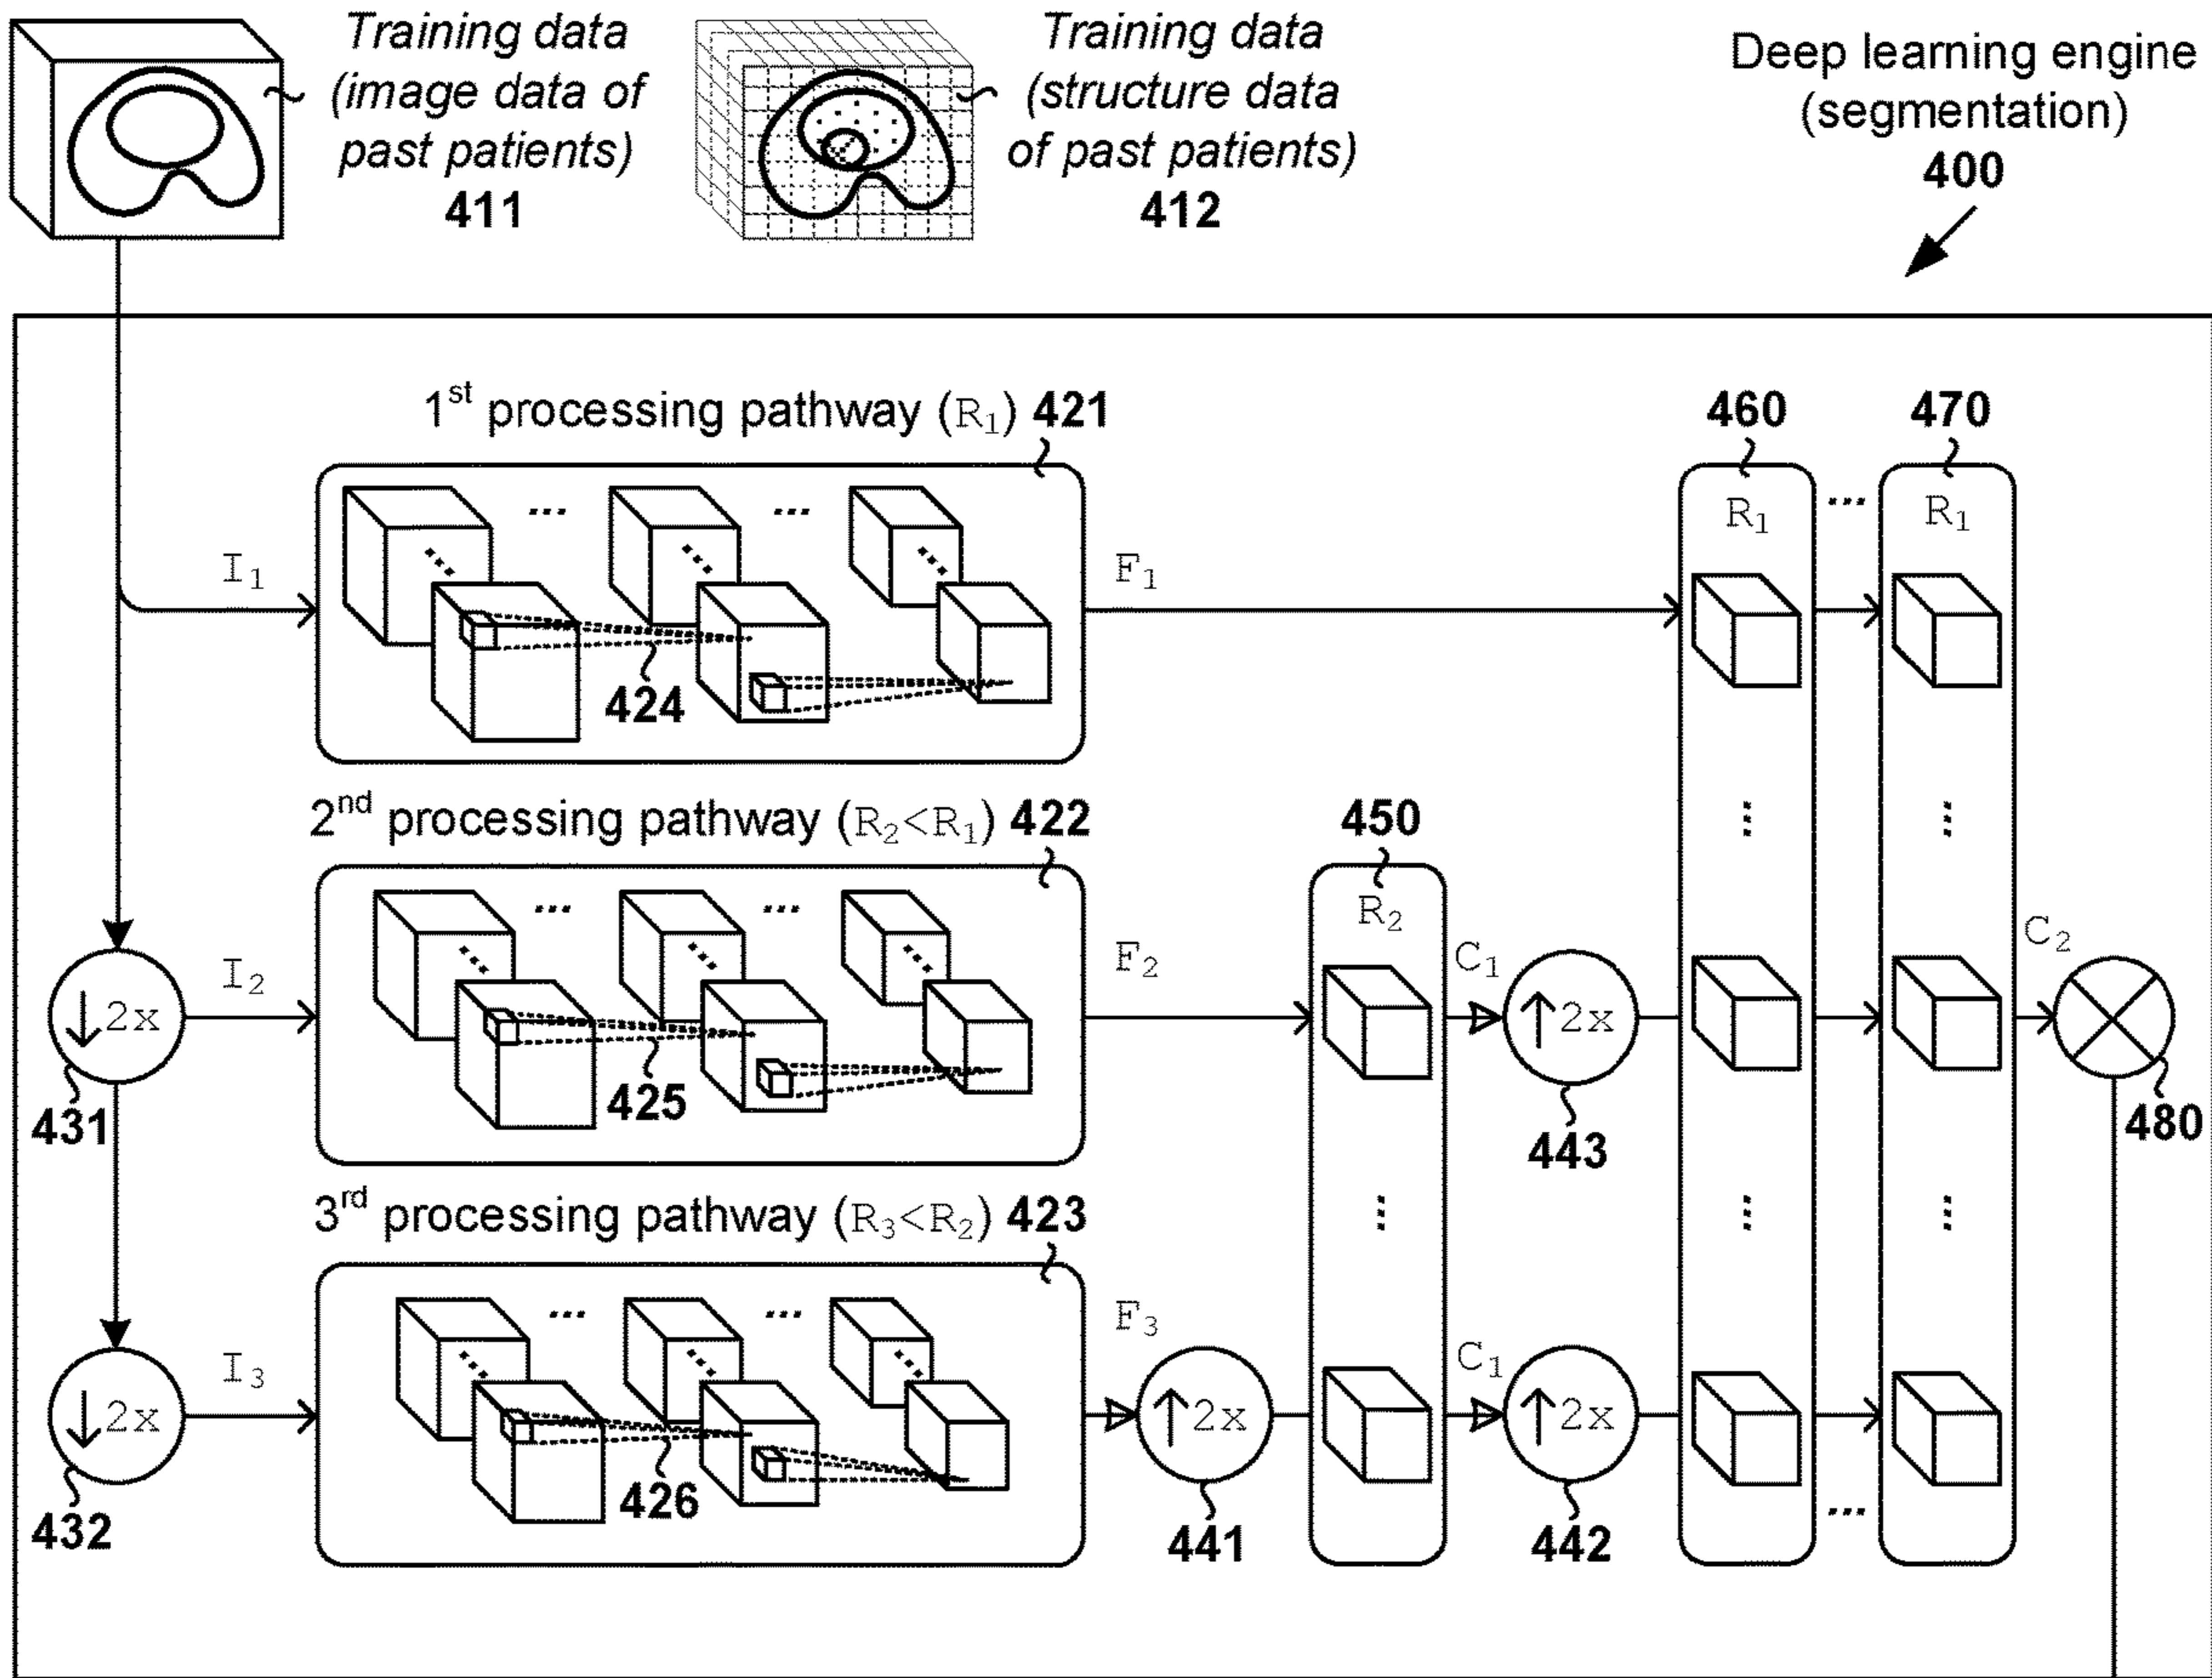 Training data
(image data of
past patients)
411
Training data
(structure data
of past patients)
412
Deep learning engine
(segmentation)
400
1st processing pathway (R₁) 421
460
470
R₁
...
R₁
...
...
I₁
F₁
424
2nd processing pathway (R₂<R₁) 422
450
...
...
R₂
...
...
I₂
F₂
C₁
C₂
↓2x
↑2x
425
431
443
480
3rd processing pathway (R₃<R₂) 423
...
...
...
...
...
I₃
F₃
C₁
↓2x
↑2x
↑2x
426
...
432
441
442